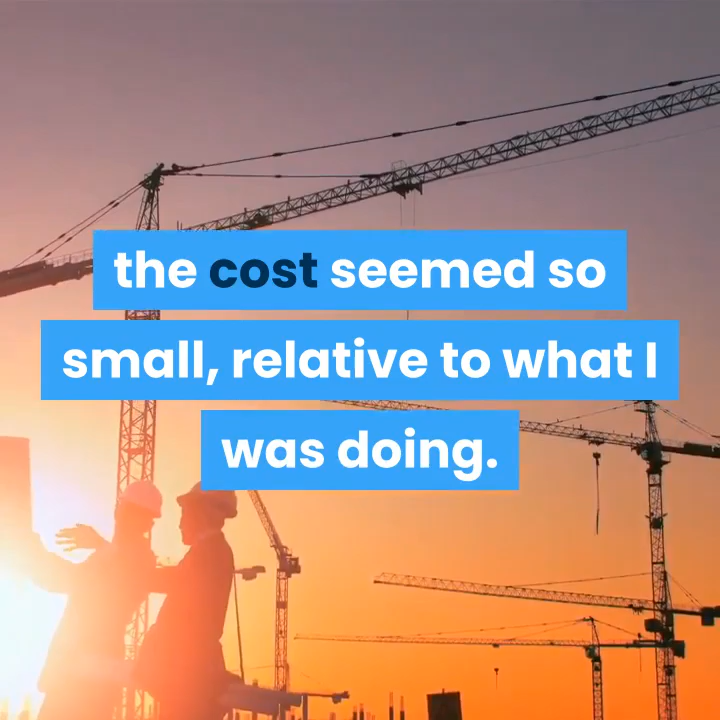 the cost seemed so
small, relative to what I
was doing.